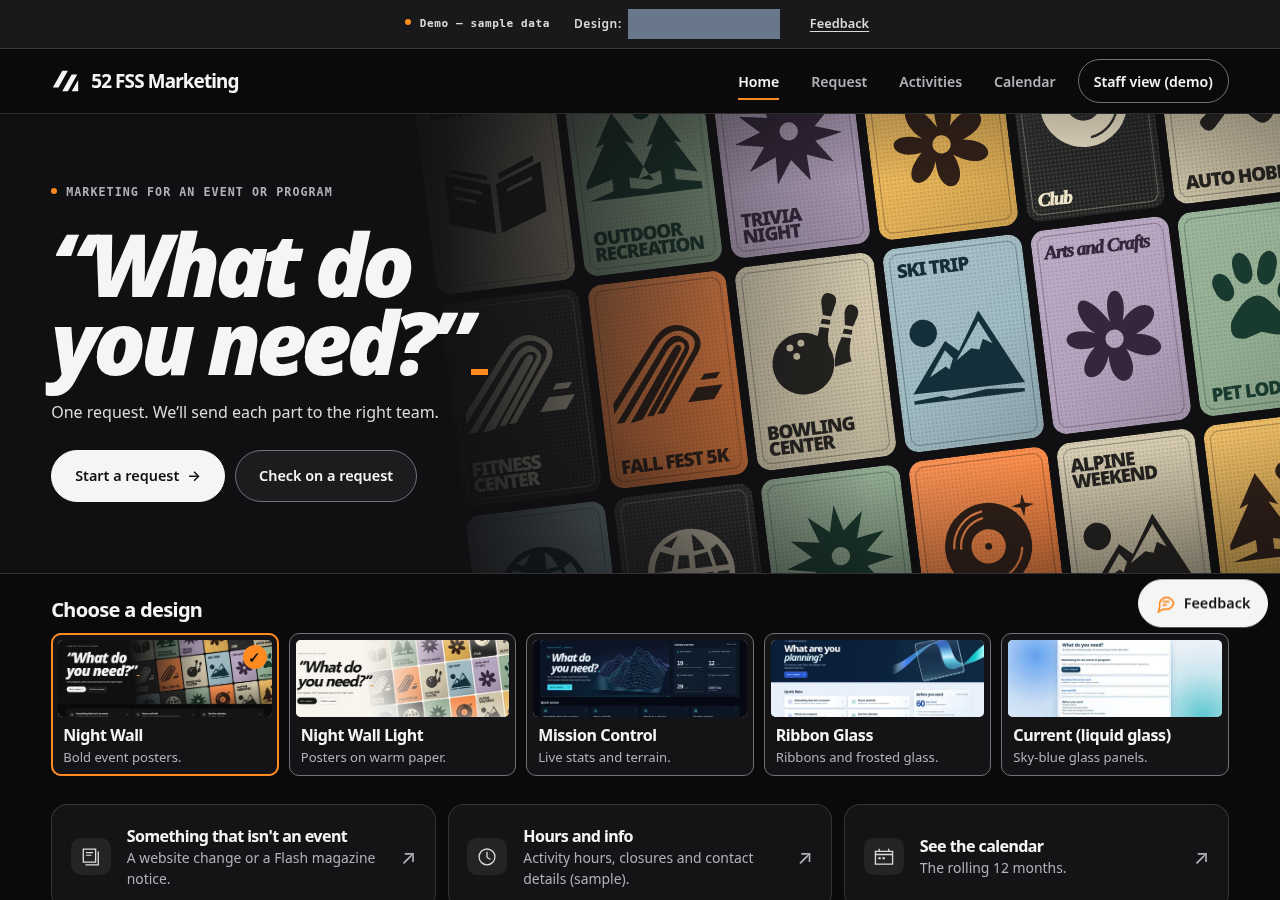 Demo — sample data
Design:
Feedback
52 FSS Marketing
Home
Request
Activities
Calendar
Staff view (demo)
MARKETING FOR AN EVENT OR PROGRAM
“What do
you need?”
One request. We’ll send each part to the right team.
Start a request →
Check on a request
OUTDOOR
RECREATION
TRIVIA
NIGHT
Club
SKI TRIP
Arts and Crafts
FITNESS
CENTER
FALL FEST 5K
BOWLING
CENTER
ALPINE
WEEKEND
Feedback
Choose a design
“What do
you need?”
Night Wall
Bold event posters.
“What do
you need?”
Night Wall Light
Posters on warm paper.
What do
you need?
Mission Control
Live stats and terrain.
What are you
planning?
Ribbon Glass
Ribbons and frosted glass.
What do you need?
Current (liquid glass)
Sky-blue glass panels.
Something that isn't an event
A website change or a Flash magazine
notice.
Hours and info
Activity hours, closures and contact
details (sample).
See the calendar
The rolling 12 months.